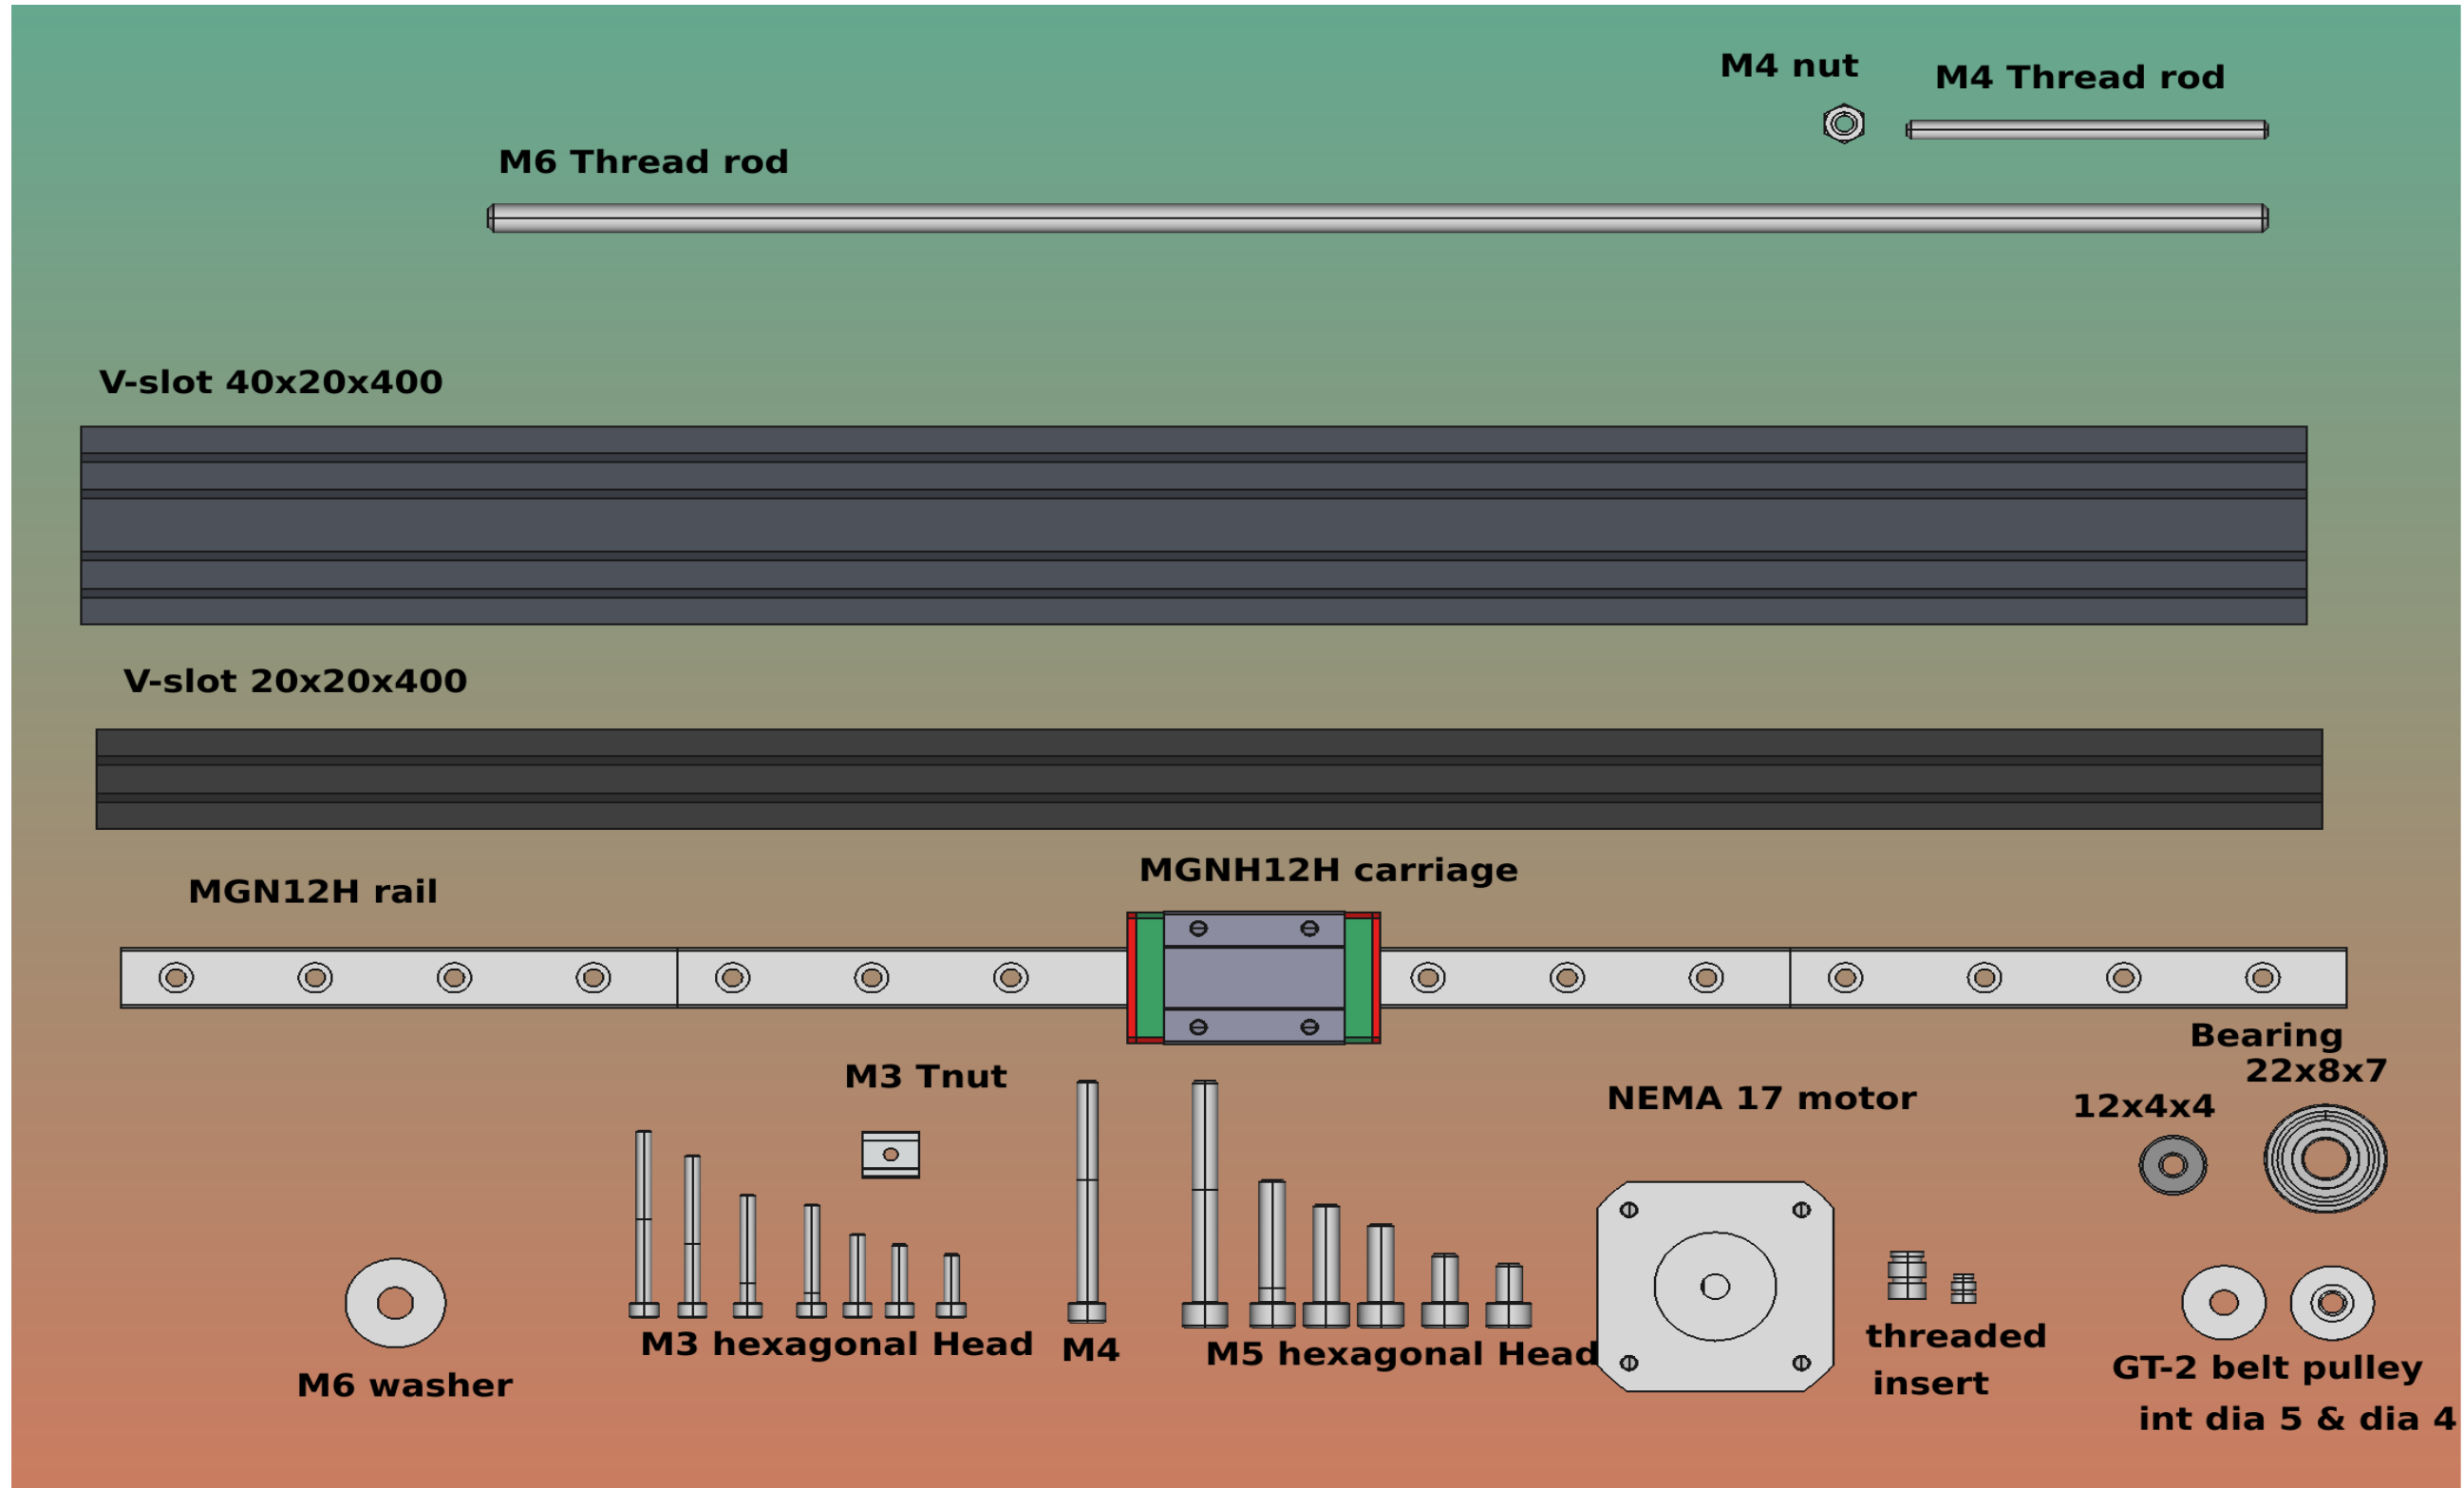 M4 nut
M4 Thread rod
M6 Thread rod
V-slot 40x20x400
V-slot 20x20x400
MGNH12H carriage
MGN12H rail
Bearing
22x8x7
12x4x4
M3 Tnut
NEMA 17 motor
M3 hexagonal Head
M4
M5 hexagonal Head
M6 washer
threaded
insert
GT-2 belt pulley
int dia 5 & dia 4